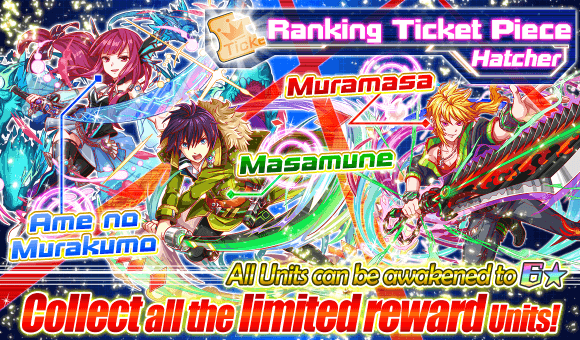 Ticket
Ranking Ticket Piece
Hatcher
Muramasa
Masamune
Ame no
Murakumo
All Units can be awakened to 6★
Collect all the limited reward Units!